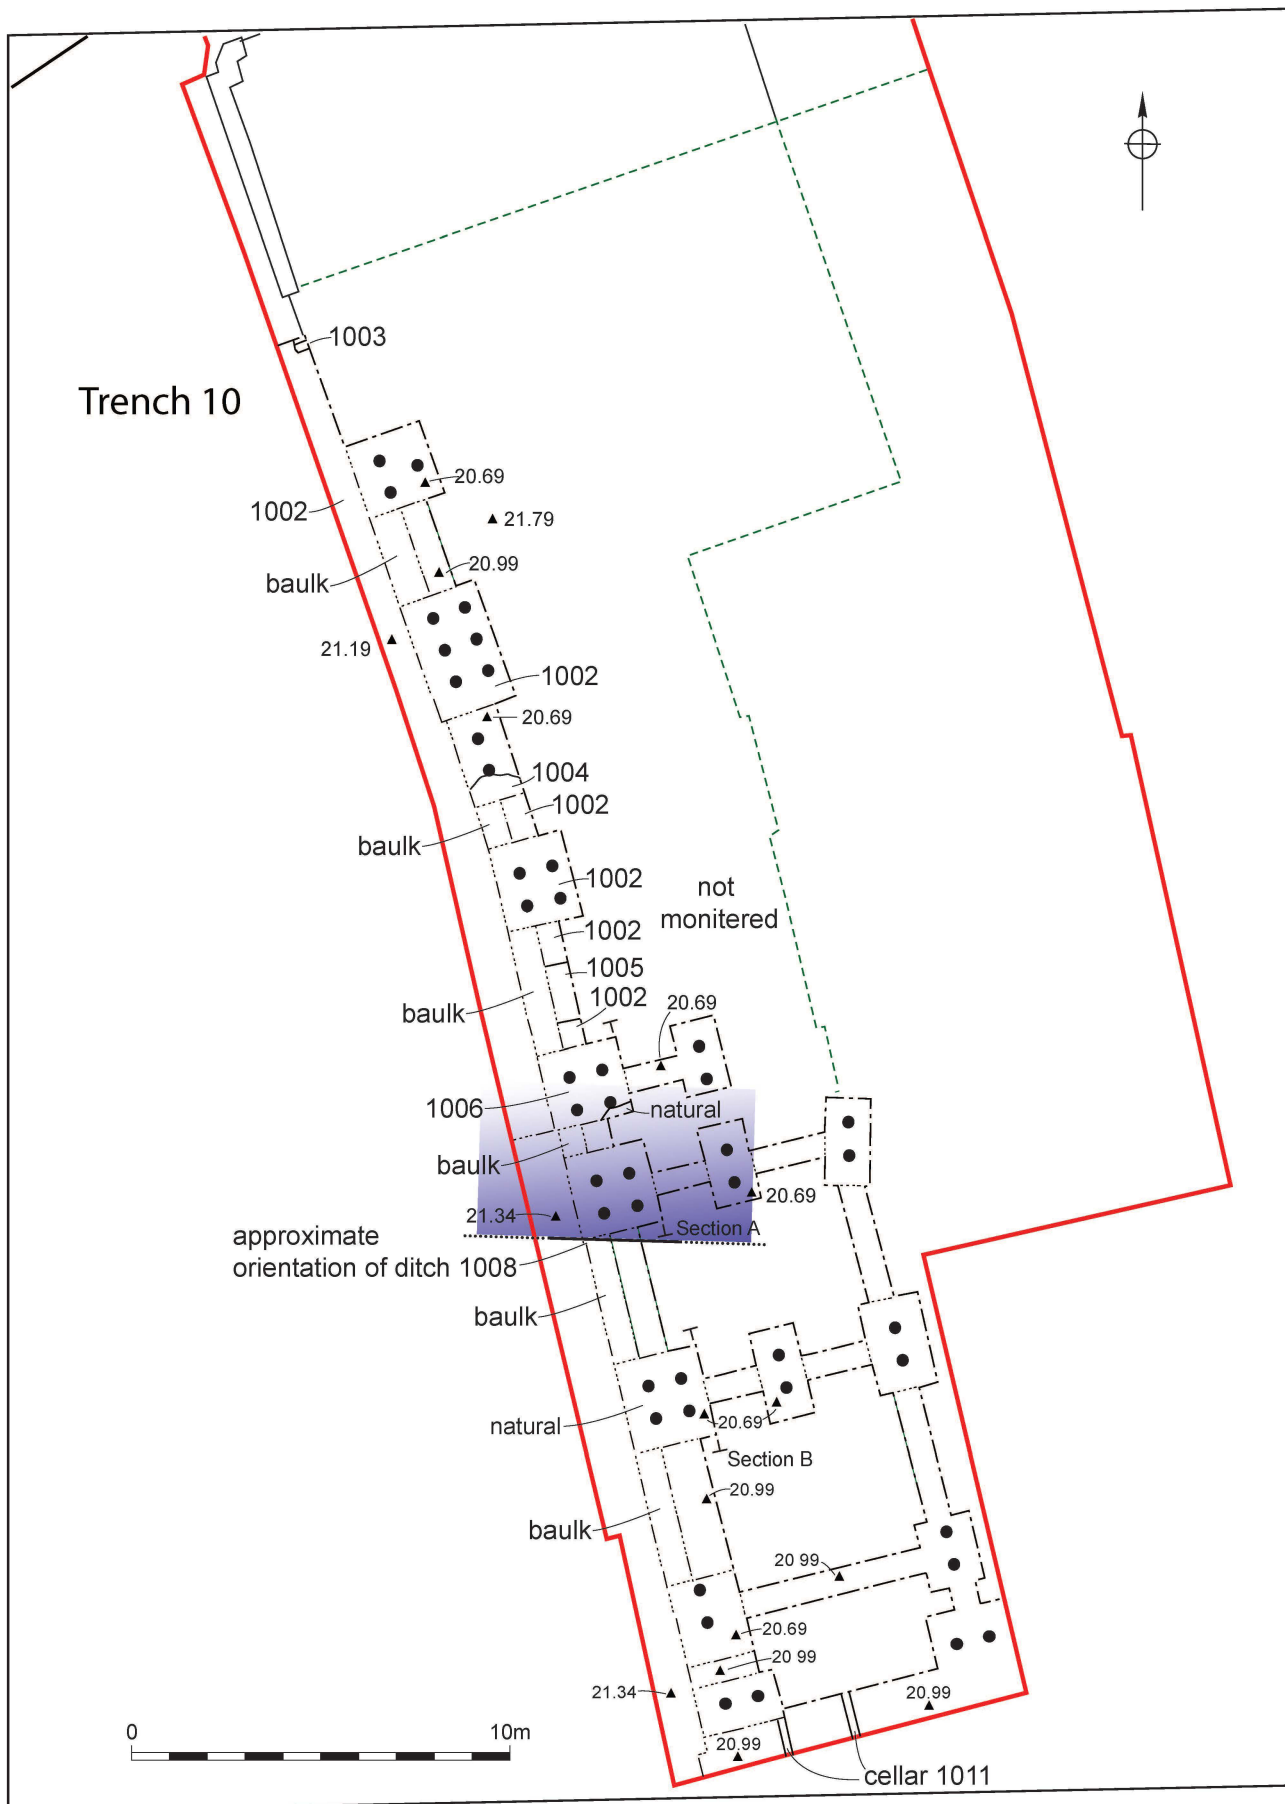 1003
Trench 10
20.69
1002
21.79
baulk
20.99
21.19
1002
20.69
1004
1002
baulk
1002
not
monitered
1002
1005
1002
20.69
baulk
1006
natural
baulk
20.69
21.34
Section A
approximate
orientation of ditch 1008
baulk
natural
20.69
Section B
20.99
baulk
20 99
20.69
20 99
21.34
20.99
0
10m
20.99
cellar 1011